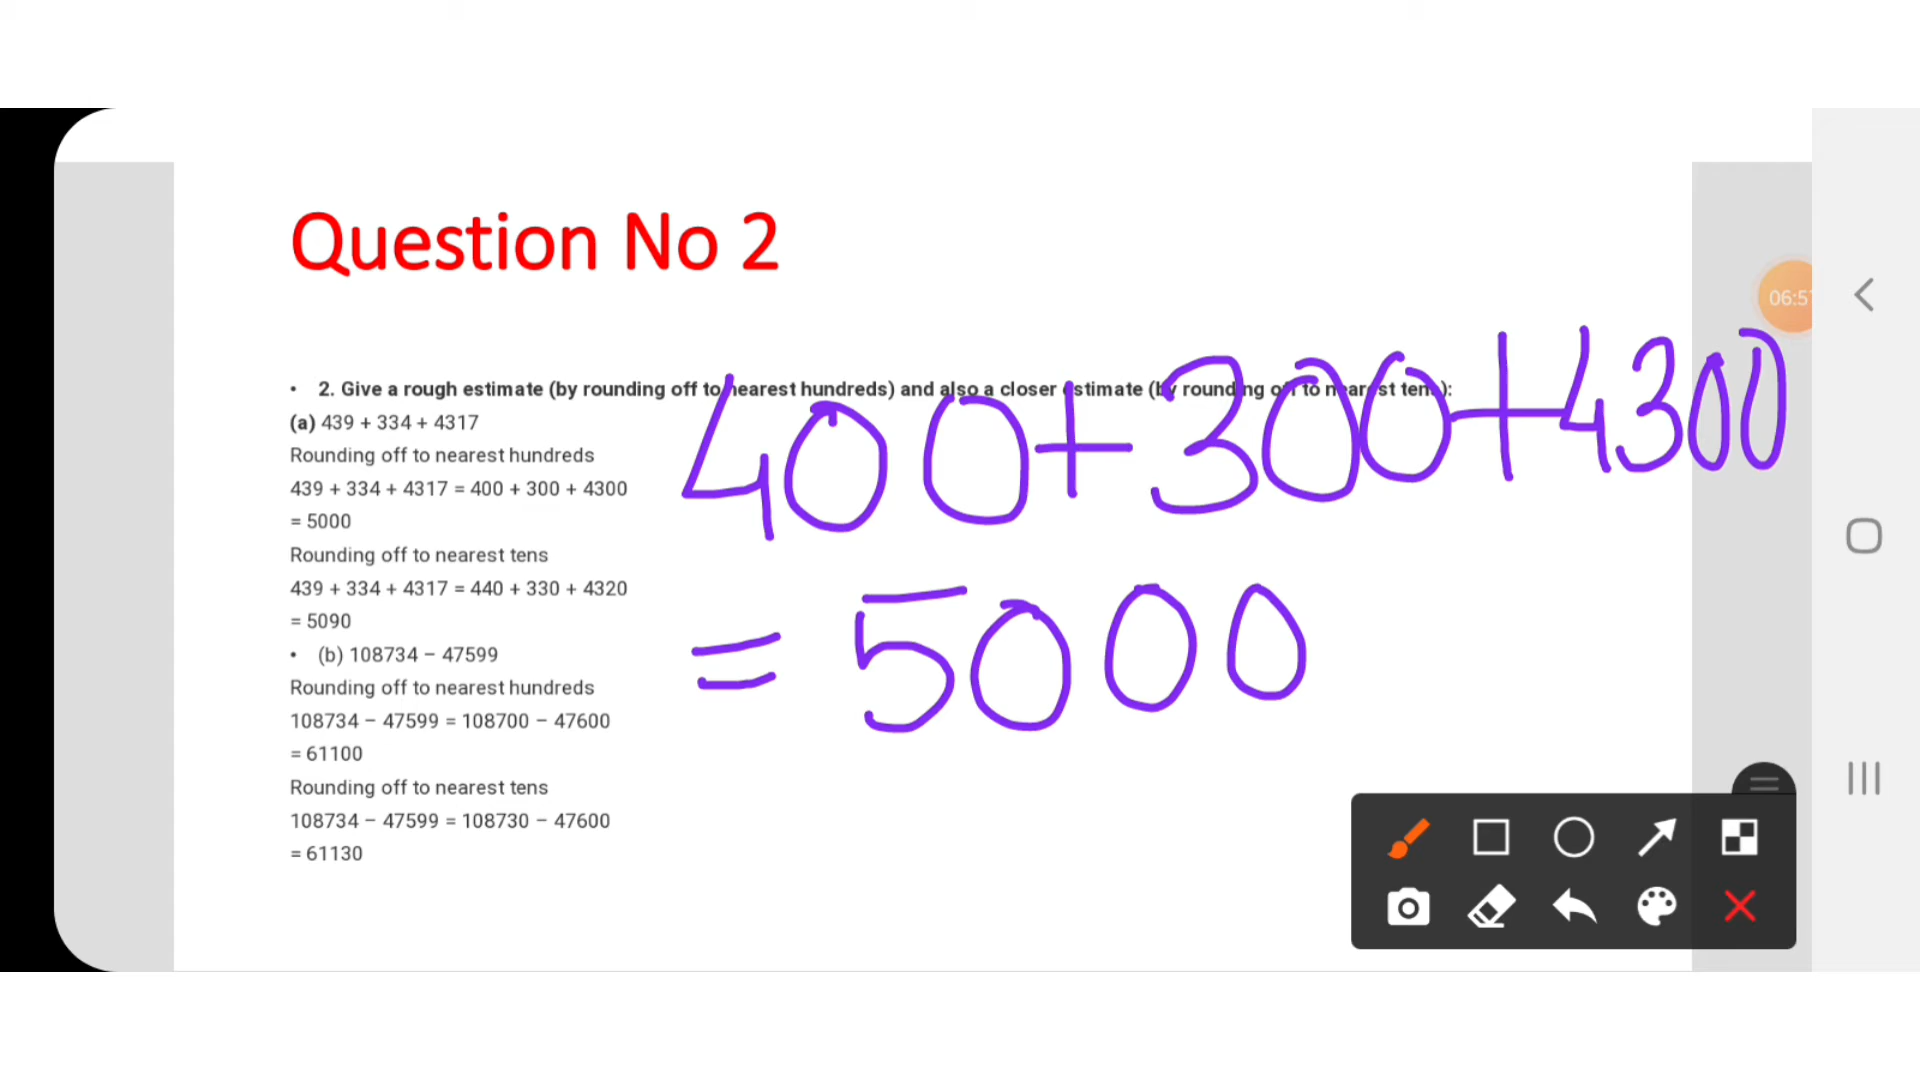 Question No 2
06:5
• 2. Give a rough estimate (by rounding off to nearest hundreds) and also a closer estimate (by rounding off to nearest tens):
(a) 439 + 334 + 4317
Rounding off to nearest hundreds
439 + 334 + 4317 = 400 + 300 + 4300
= 5000
Rounding off to nearest tens
439 + 334 + 4317 = 440 + 330 + 4320
= 5090
• (b) 108734 – 47599
Rounding off to nearest hundreds
108734 – 47599 = 108700 – 47600
= 61100
Rounding off to nearest tens
108734 – 47599 = 108730 – 47600
= 61130
400+300+4300
= 5000